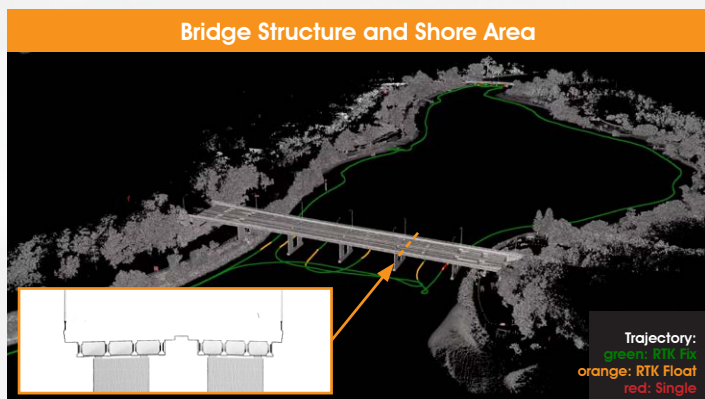 Bridge Structure and Shore Area
Trajectory:
green: RTK Fix
orange: RTK Float
red: Single